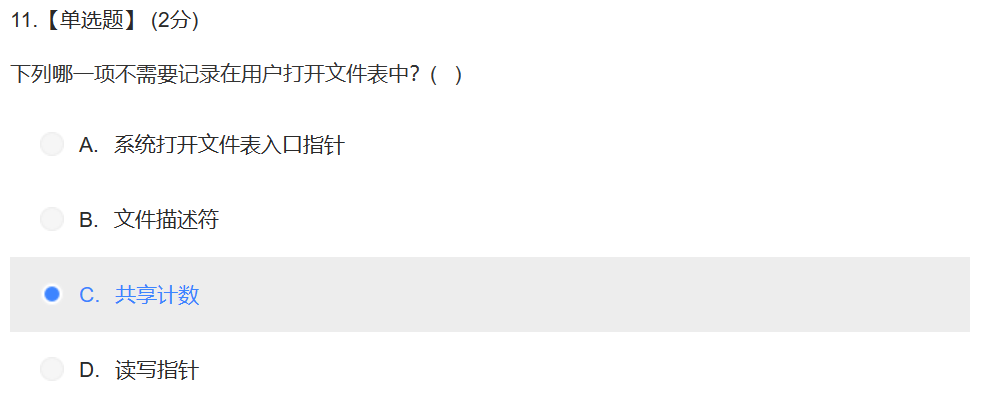 11.【单选题】 (2分)
下列哪一项不需要记录在用户打开文件表中? ( )
A. 系统打开文件表入口指针
B. 文件描述符
C. 共享计数
D. 读写指针